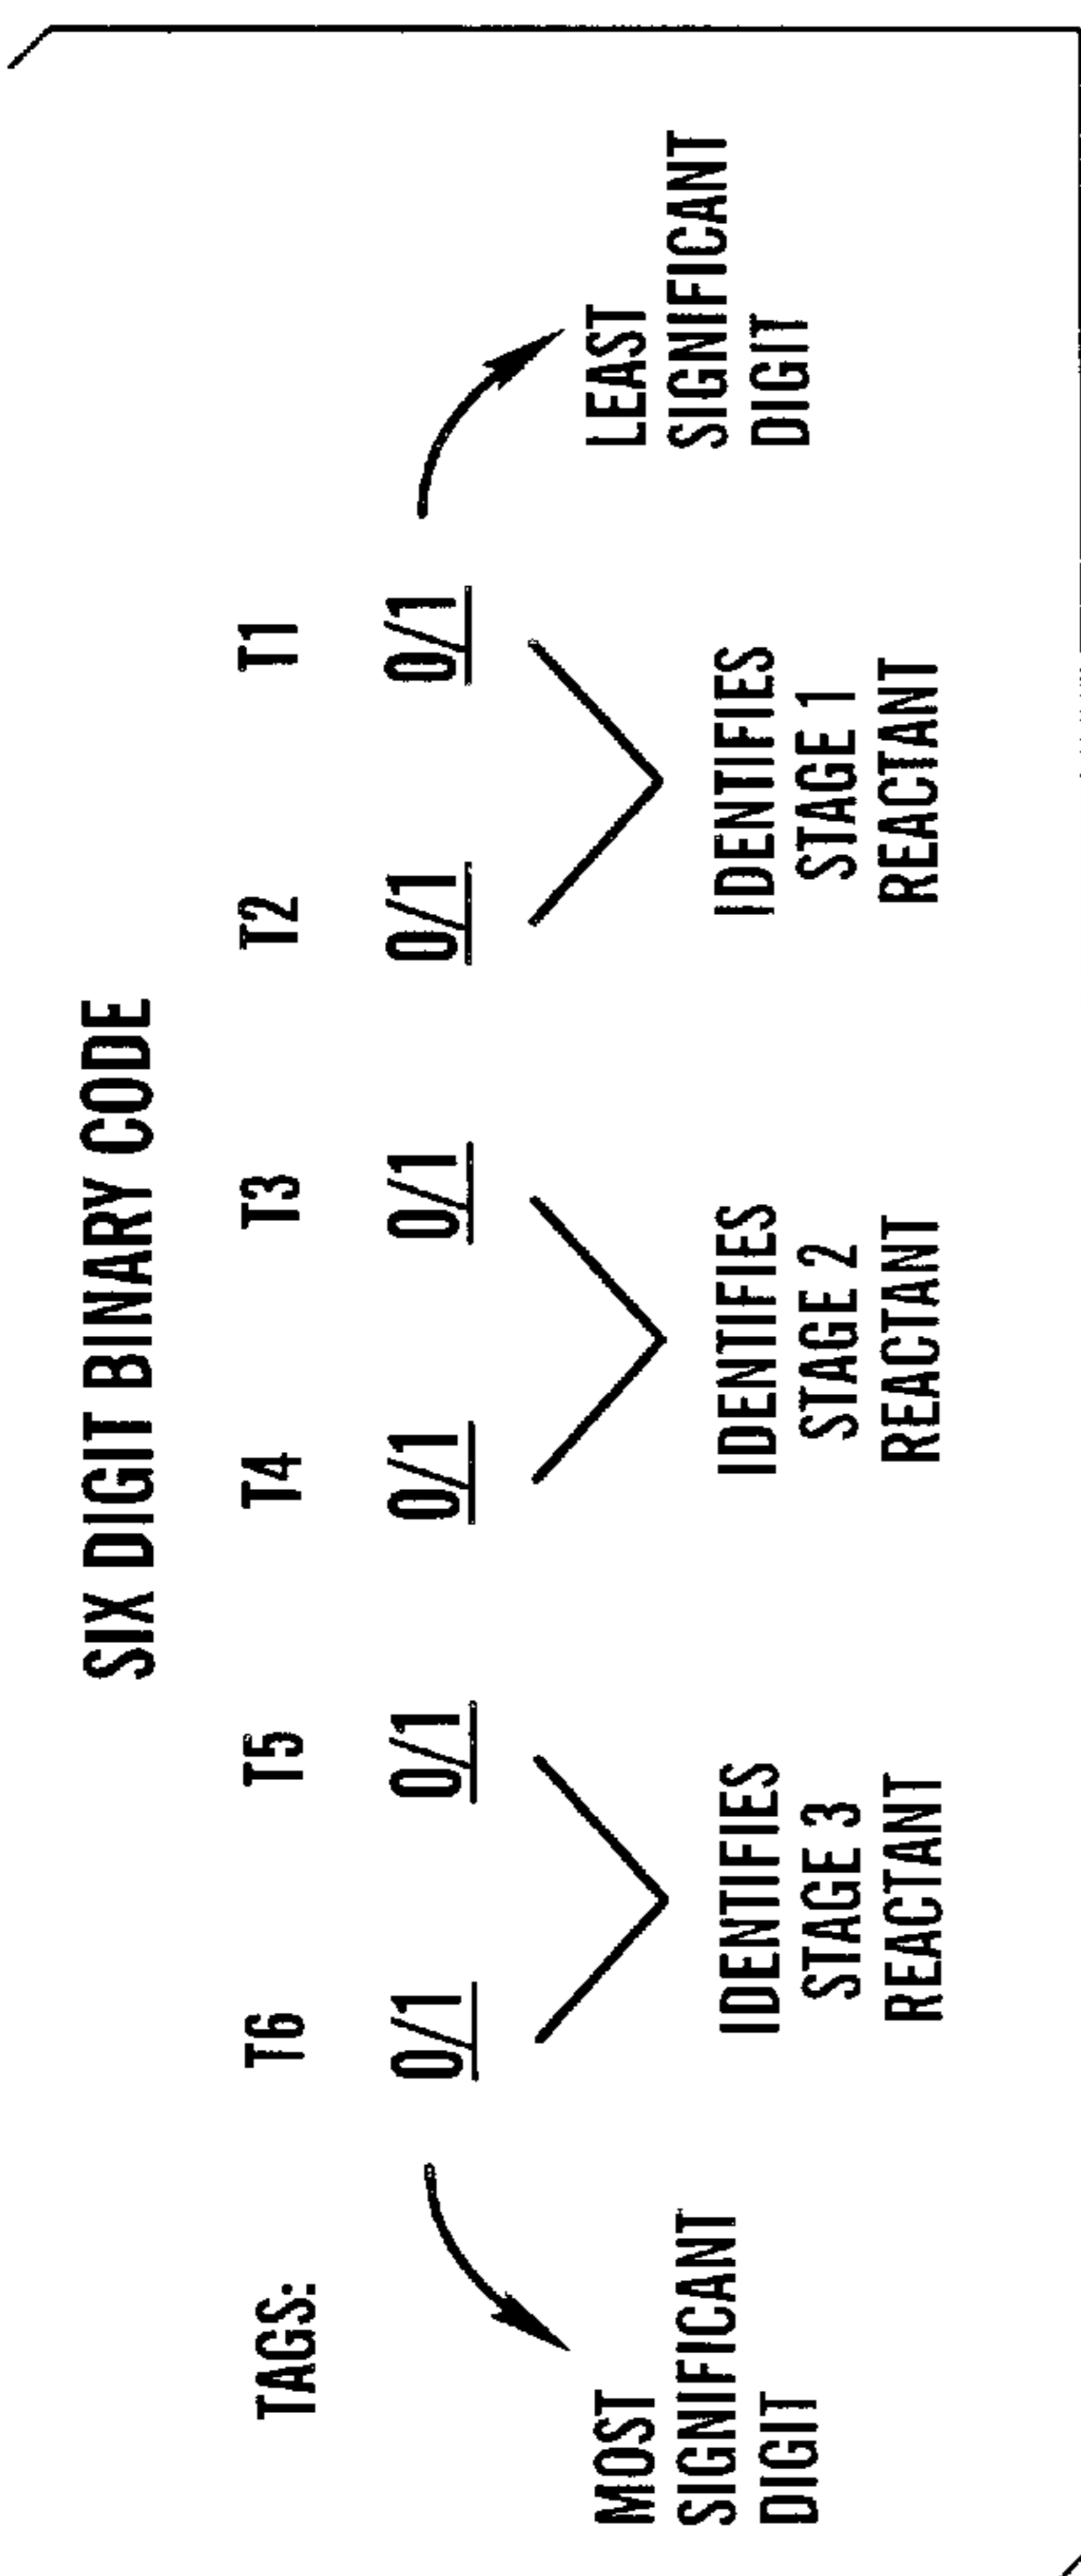 SIX DIGIT BINARY CODE
TAGS: T6 T5 T4 T3 T2 T1
0/1 0/1 0/1 0/1 0/1 0/1
MOST
SIGNIFICANT
DIGIT
IDENTIFIES
STAGE 3
REACTANT
IDENTIFIES
STAGE 2
REACTANT
IDENTIFIES
STAGE 1
REACTANT
LEAST
SIGNIFICANT
DIGIT